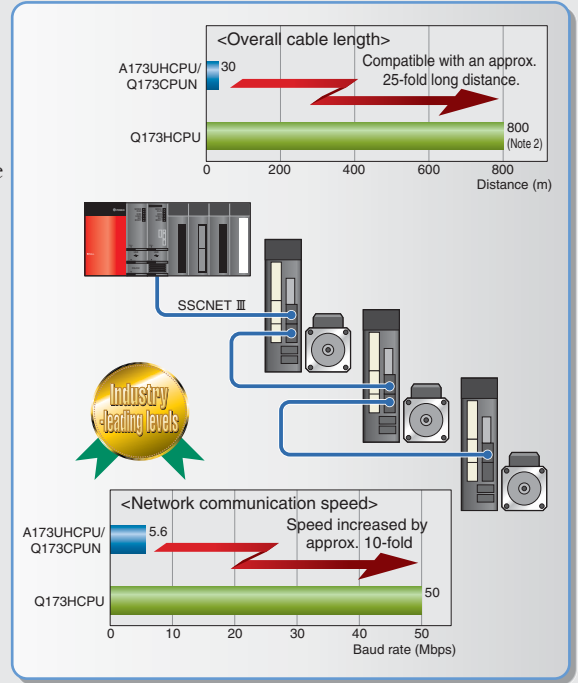 <Overall cable length>
A173UHCPU/
Q173CPUN
30
Compatible with an approx.
25-fold long distance.
Q173HCPU
800
(Note 2)
0 200 400 600 800
Distance (m)
SSCNET Ⅲ
Industry
-leading levels
<Network communication speed>
A173UHCPU/
Q173CPUN
5.6
Speed increased by
approx. 10-fold
Q173HCPU
50
0 10 20 30 40 50
Baud rate (Mbps)
e